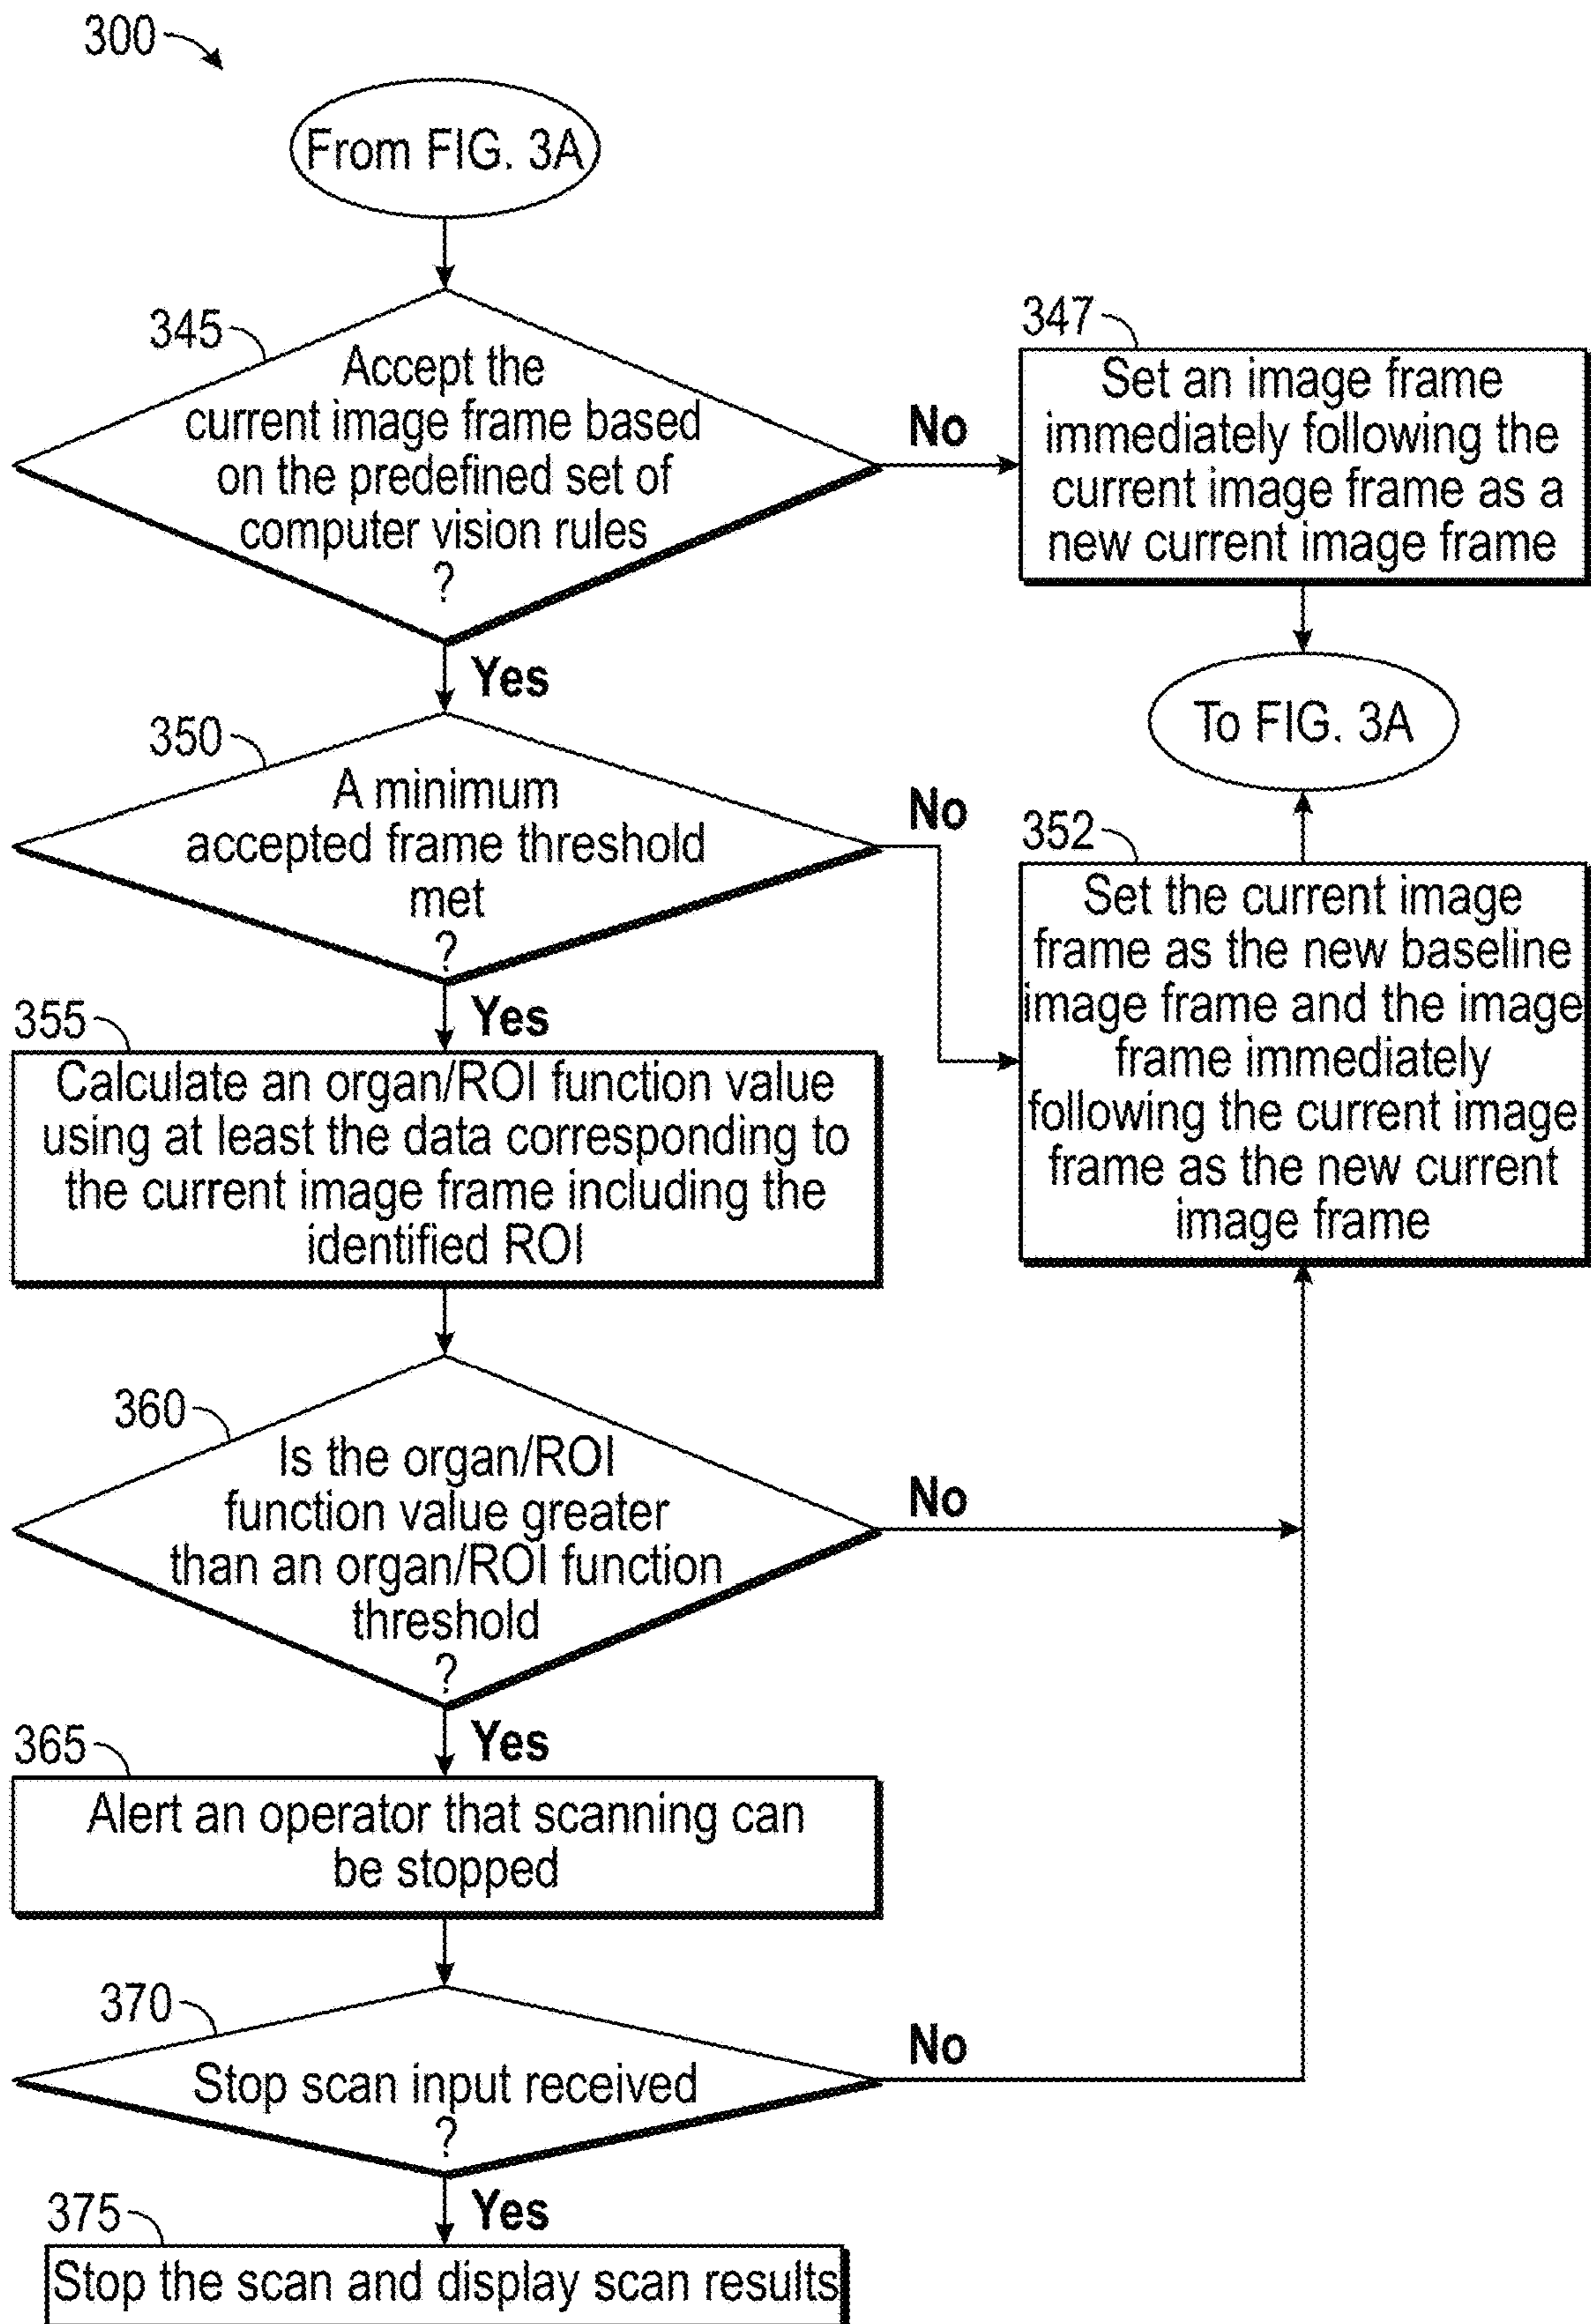 300
From FIG. 3A
345
Accept the
current image frame based
on the predefined set of
computer vision rules
?
No
347
Set an image frame
immediately following the
current image frame as a
new current image frame
Yes
To FIG. 3A
350
A minimum
accepted frame threshold
met
?
No
352
Set the current image
frame as the new baseline
image frame and the image
frame immediately
following the current image
frame as the new current
image frame
Yes
355
Calculate an organ/ROI function value
using at least the data corresponding to
the current image frame including the
identified ROI
360
Is the organ/ROI
function value greater
than an organ/ROI function
threshold
?
No
Yes
365
Alert an operator that scanning can
be stopped
370
Stop scan input received
?
No
Yes
375
Stop the scan and display scan results